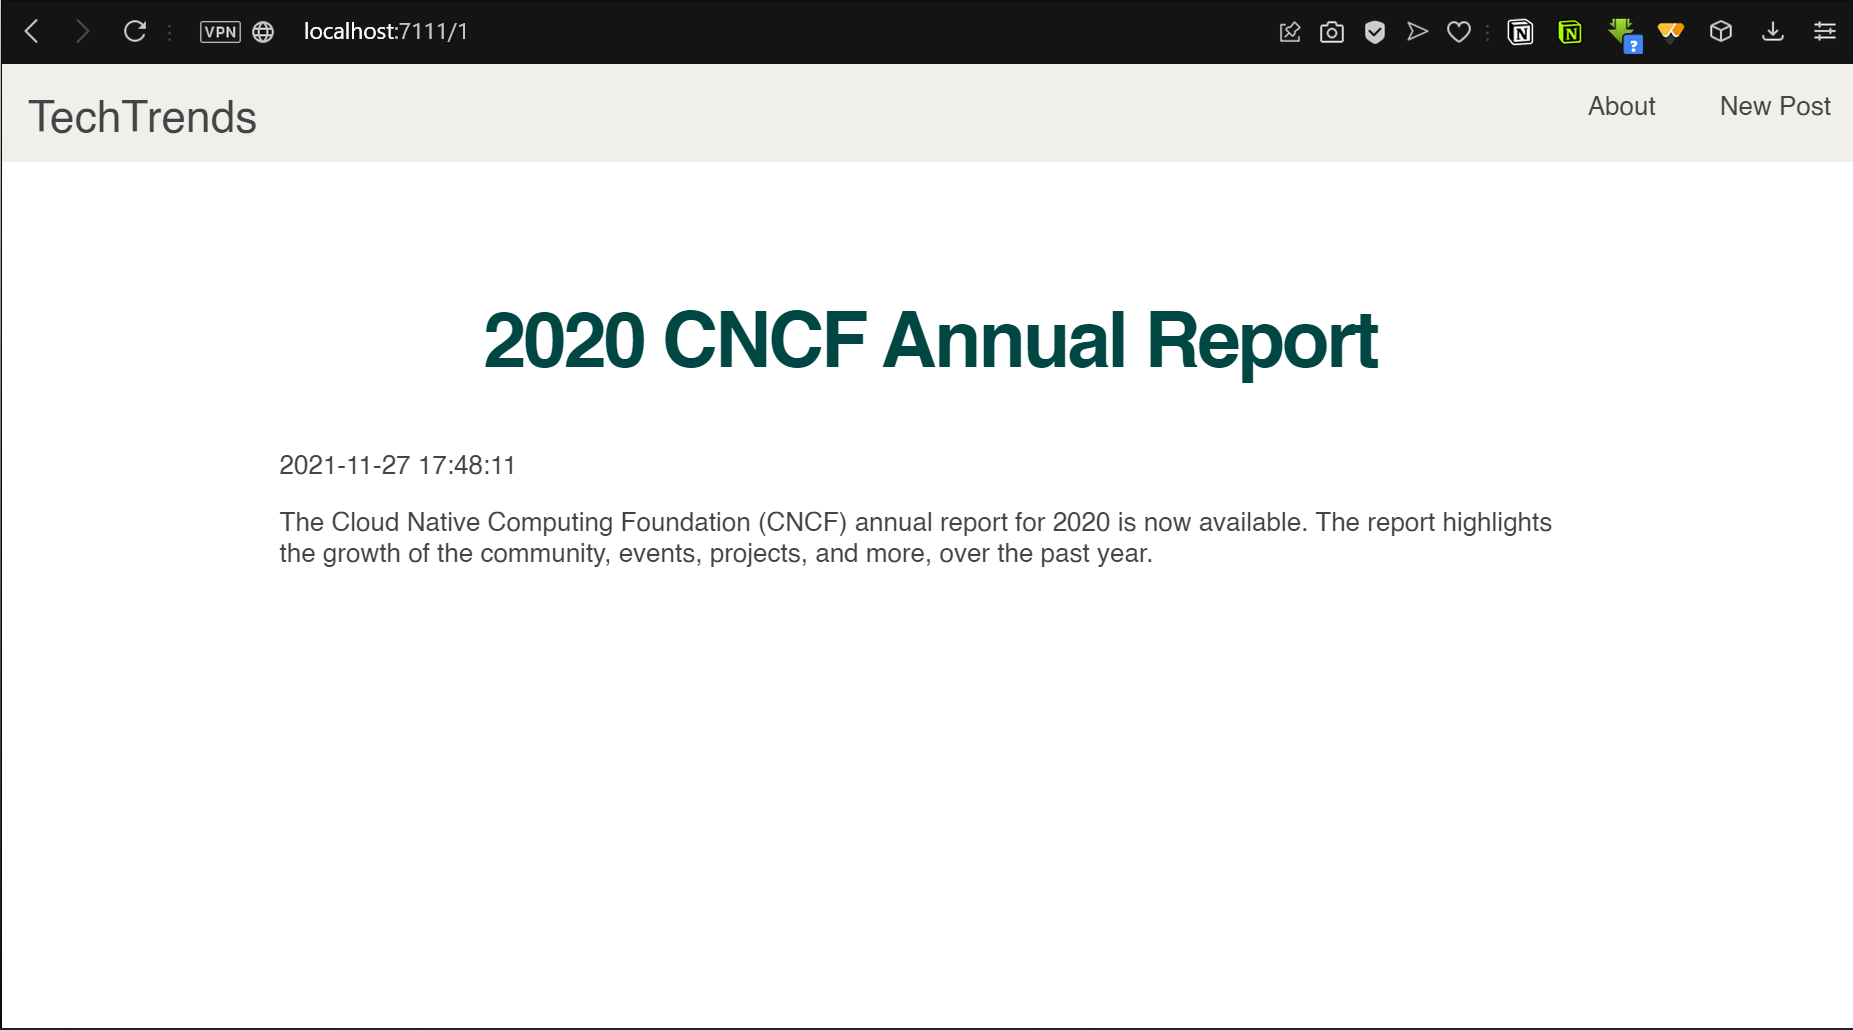 VPN localhost:7111/1
TechTrends
About
New Post
2020 CNCF Annual Report
2021-11-27 17:48:11
The Cloud Native Computing Foundation (CNCF) annual report for 2020 is now available. The report highlights
the growth of the community, events, projects, and more, over the past year.